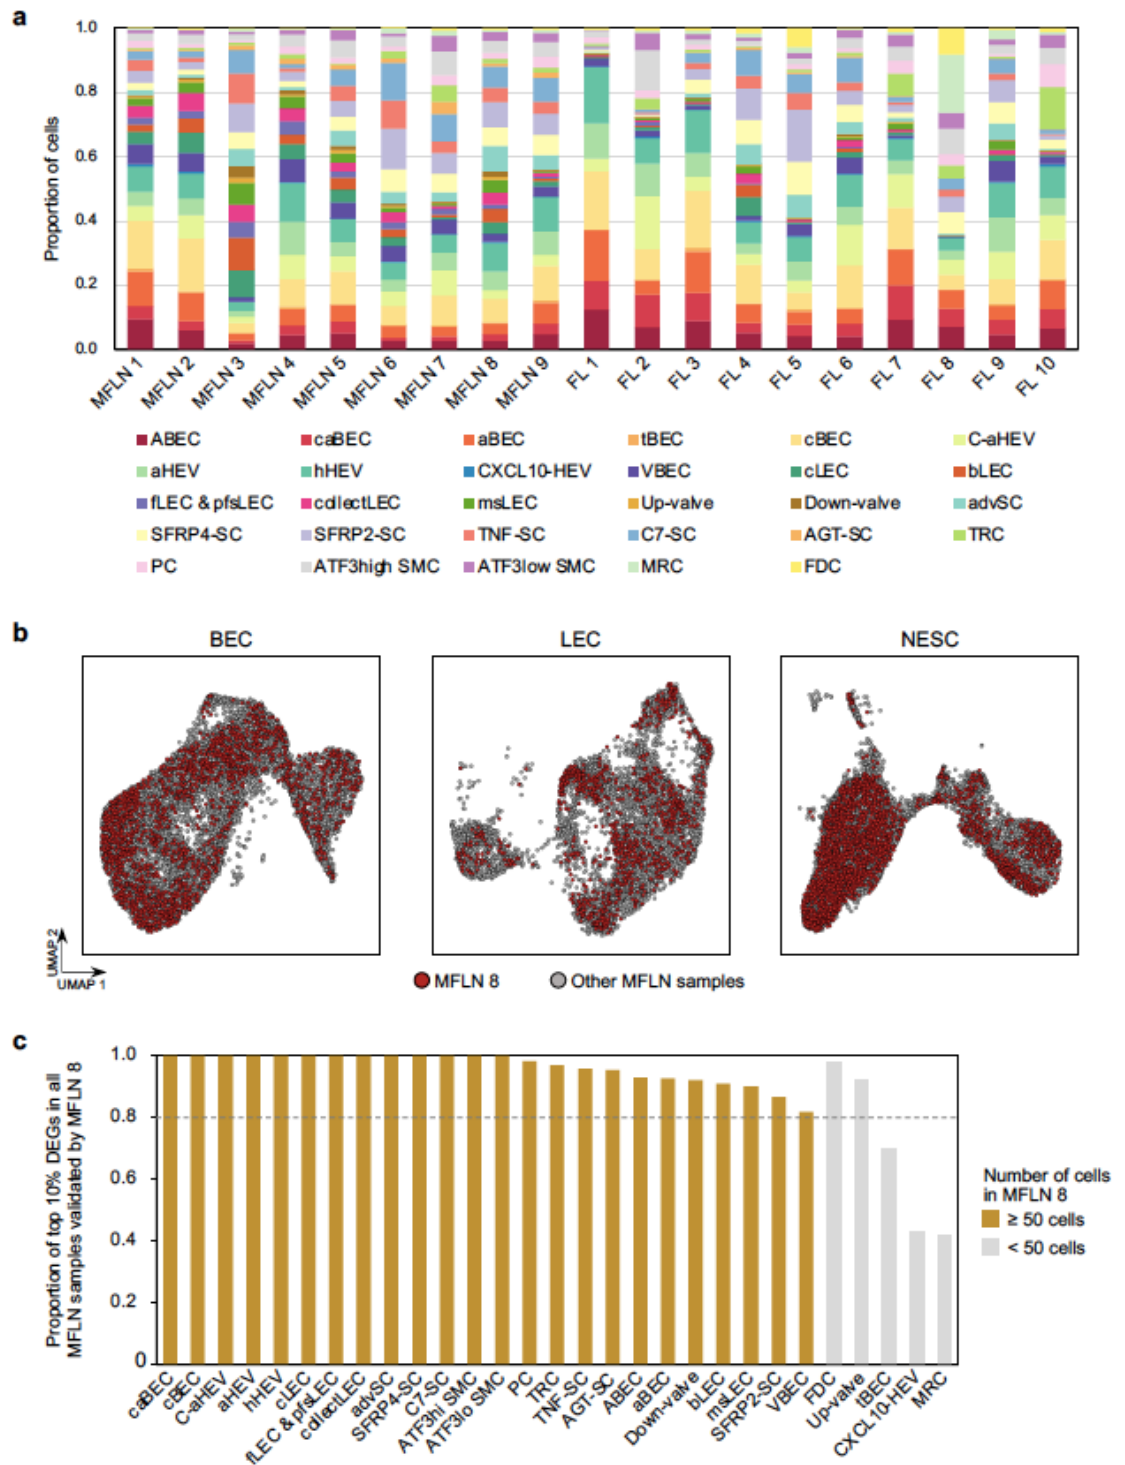 a
Proportion of cells
1.0
0.8
0.6
0.4
0.2
0.0
MFLN 1
MFLN 2
MFLN 3
MFLN 4
MFLN 5
MFLN 6
MFLN 7
MFLN 8
MFLN 9
FL 1
FL 2
FL 3
FL 4
FL 5
FL 6
FL 7
FL 8
FL 9
FL 10
ABEC caBEC aBEC tBEC cBEC C-aHEV
aHEV hHEV CXCL10-HEV VBEC cLEC bLEC
fLEC & pfsLEC collectLEC msLEC Up-valve Down-valve advSC
SFRP4-SC SFRP2-SC TNF-SC C7-SC AGT-SC TRC
PC ATF3high SMC ATF3low SMC MRC FDC
b
BEC LEC NESC
UMAP 2
UMAP 1
MFLN 8 Other MFLN samples
c
Proportion of top 10% DEGs in all
MFLN samples validated by MFLN 8
1.0
0.8
0.6
0.4
0.2
0
caBEC
cBEC
C-aHEV
aHEV
hHEV
cLEC
fLEC & pfsLEC
collectLEC
advSC
SFRP4-SC
C7-SC
ATF3hi SMC
ATF3lo SMC
PC
TRC
TNF-SC
AGT-SC
ABEC
aBEC
Down-valve
bLEC
msLEC
SFRP2-SC
VBEC
FDC
Up-valve
tBEC
CXCL10-HEV
MRC
Number of cells
in MFLN 8
≥ 50 cells
< 50 cells